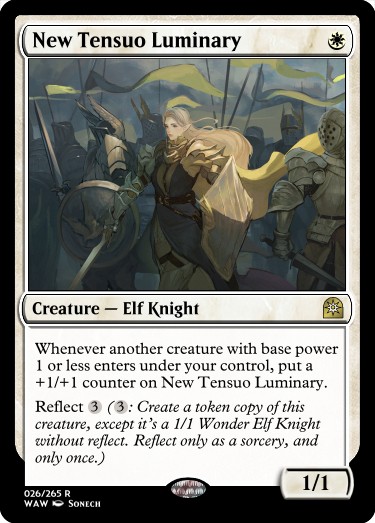 New Tensuo Luminary
Creature — Elf Knight
Whenever another creature with base power
1 or less enters under your control, put a
+1/+1 counter on New Tensuo Luminary.
Reflect 3 (3: Create a token copy of this
creature, except it's a 1/1 Wonder Elf Knight
without reflect. Reflect only as a sorcery, and
only once.)
1/1
026/265 R
WAW Sonech